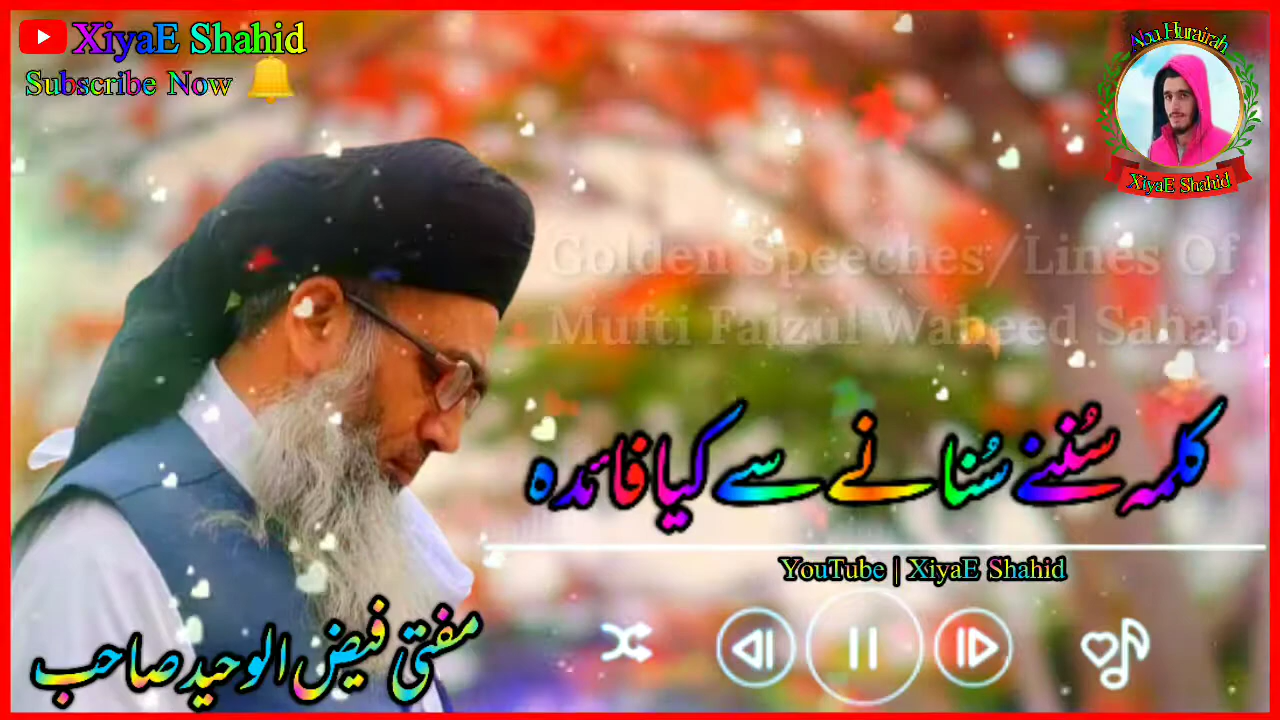 XiyaE Shahid
Subscribe Now
Abu Hurairah
XiyaE Shahid
Golden Speeches/Lines Of
Mufti Faizul Waheed Sahab
کلمہ سُننے سُنانے سے کیا فائدہ
YouTube | XiyaE Shahid
مفتی فیض الوحید صاحب